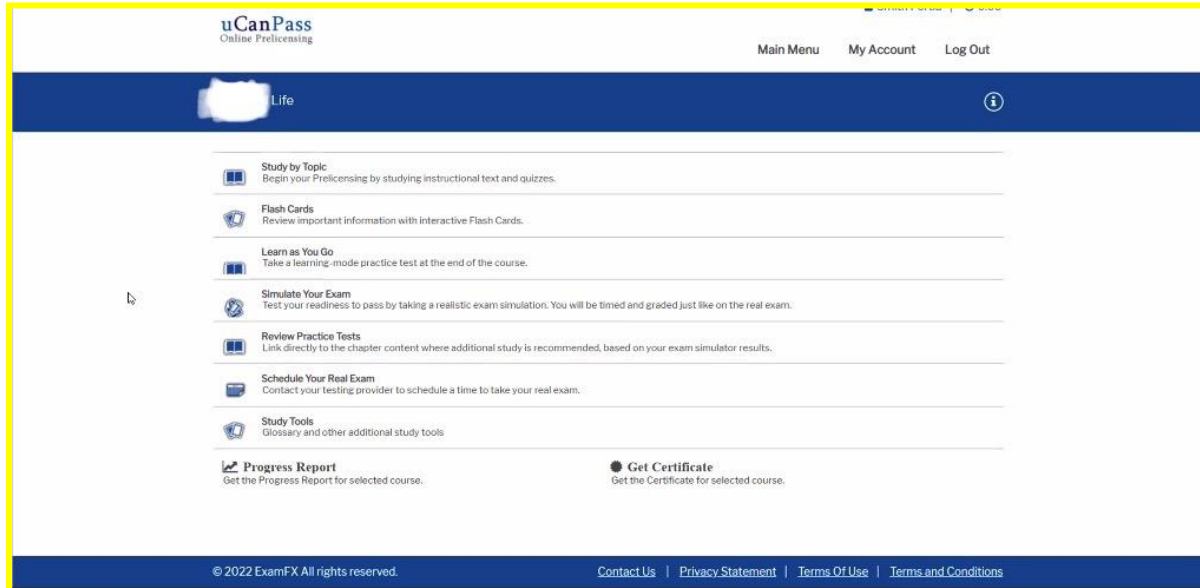 uCanPass
Online Prelicensing
Main Menu My Account Log Out
Life
Study by Topic
Begin your Prelicensing by studying instructional text and quizzes.
Flash Cards
Review important information with interactive Flash Cards.
Learn as You Go
Take a learning-mode practice test at the end of the course.
Simulate Your Exam
Test your readiness to pass by taking a realistic exam simulation. You will be timed and graded just like on the real exam.
Review Practice Tests
Link directly to the chapter content where additional study is recommended, based on your exam simulator results.
Schedule Your Real Exam
Contact your testing provider to schedule a time to take your real exam.
Study Tools
Glossary and other additional study tools
Progress Report Get Certificate
Get the Progress Report for selected course. Get the Certificate for selected course.
© 2022 ExamFX All rights reserved. Contact Us | Privacy Statement | Terms Of Use | Terms and Conditions